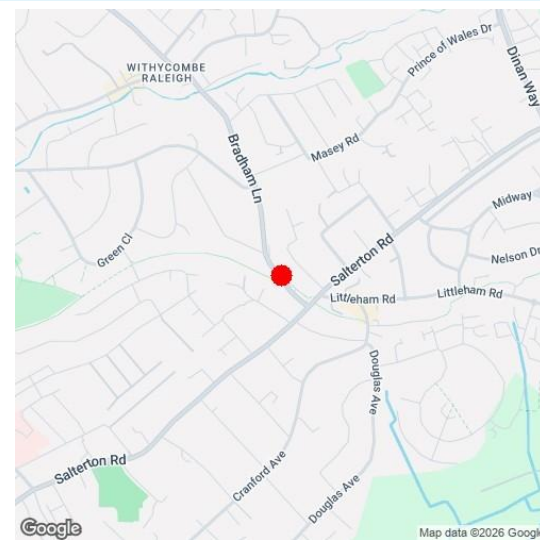 Prince of Wales Dr
Dinan Way
WITHYCOMBE
RALEIGH
Bradham Ln
Masey Rd
Midway
Green Cl
Salterton Rd
Nelson Dr
Littleham Rd
Littleham Rd
Douglas Ave
Salterton Rd
Cranford Ave
Douglas Ave
Google
Map data ©2026 Google